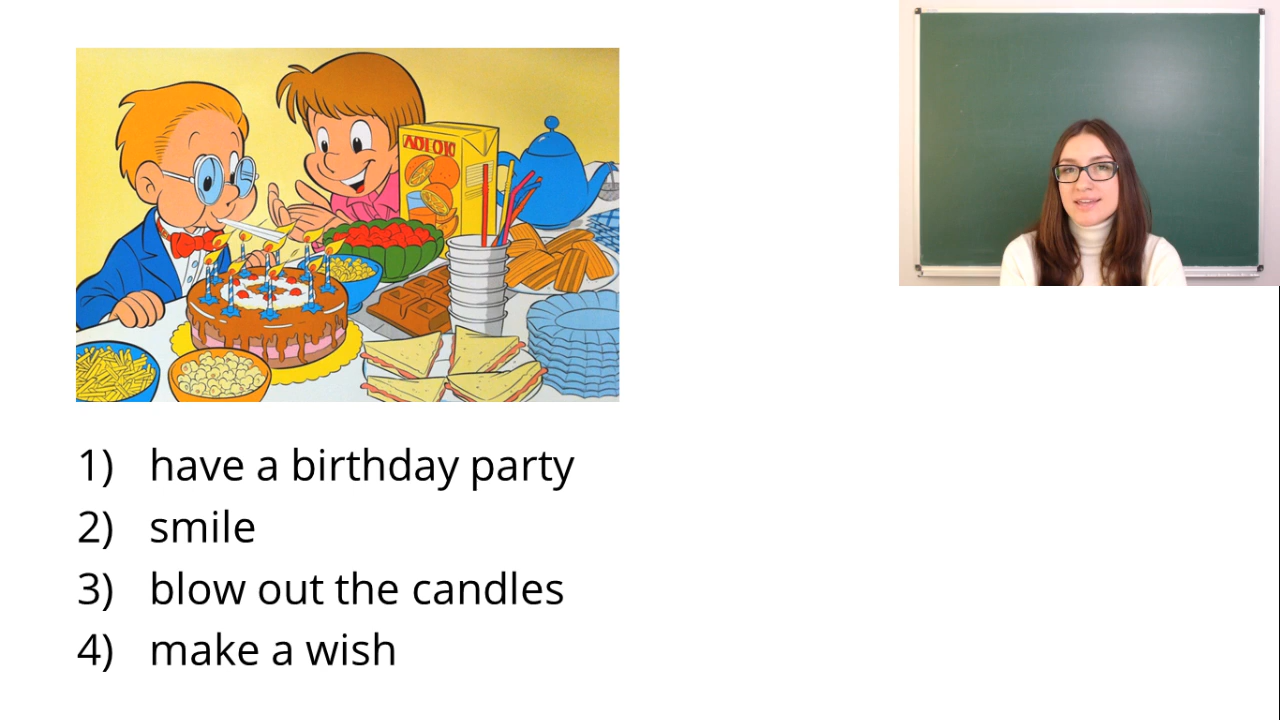 1) have a birthday party
2) smile
3) blow out the candles
4) make a wish